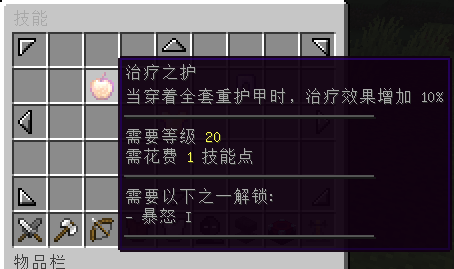 技能
治疗之护
当穿着全套重护甲时，治疗效果增加 10%
需要等级 20
需花费 1 技能点
需要以下之一解锁:
- 暴怒 I
物品栏